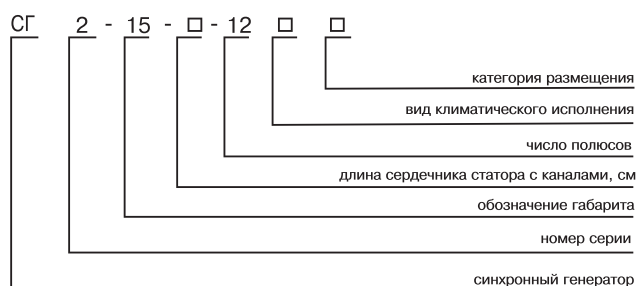 СГ 2 - 15 - □ - 12 □ □
категория размещения
вид климатического исполнения
число полюсов
длина сердечника статора с каналами, см
обозначение габарита
номер серии
синхронный генератор